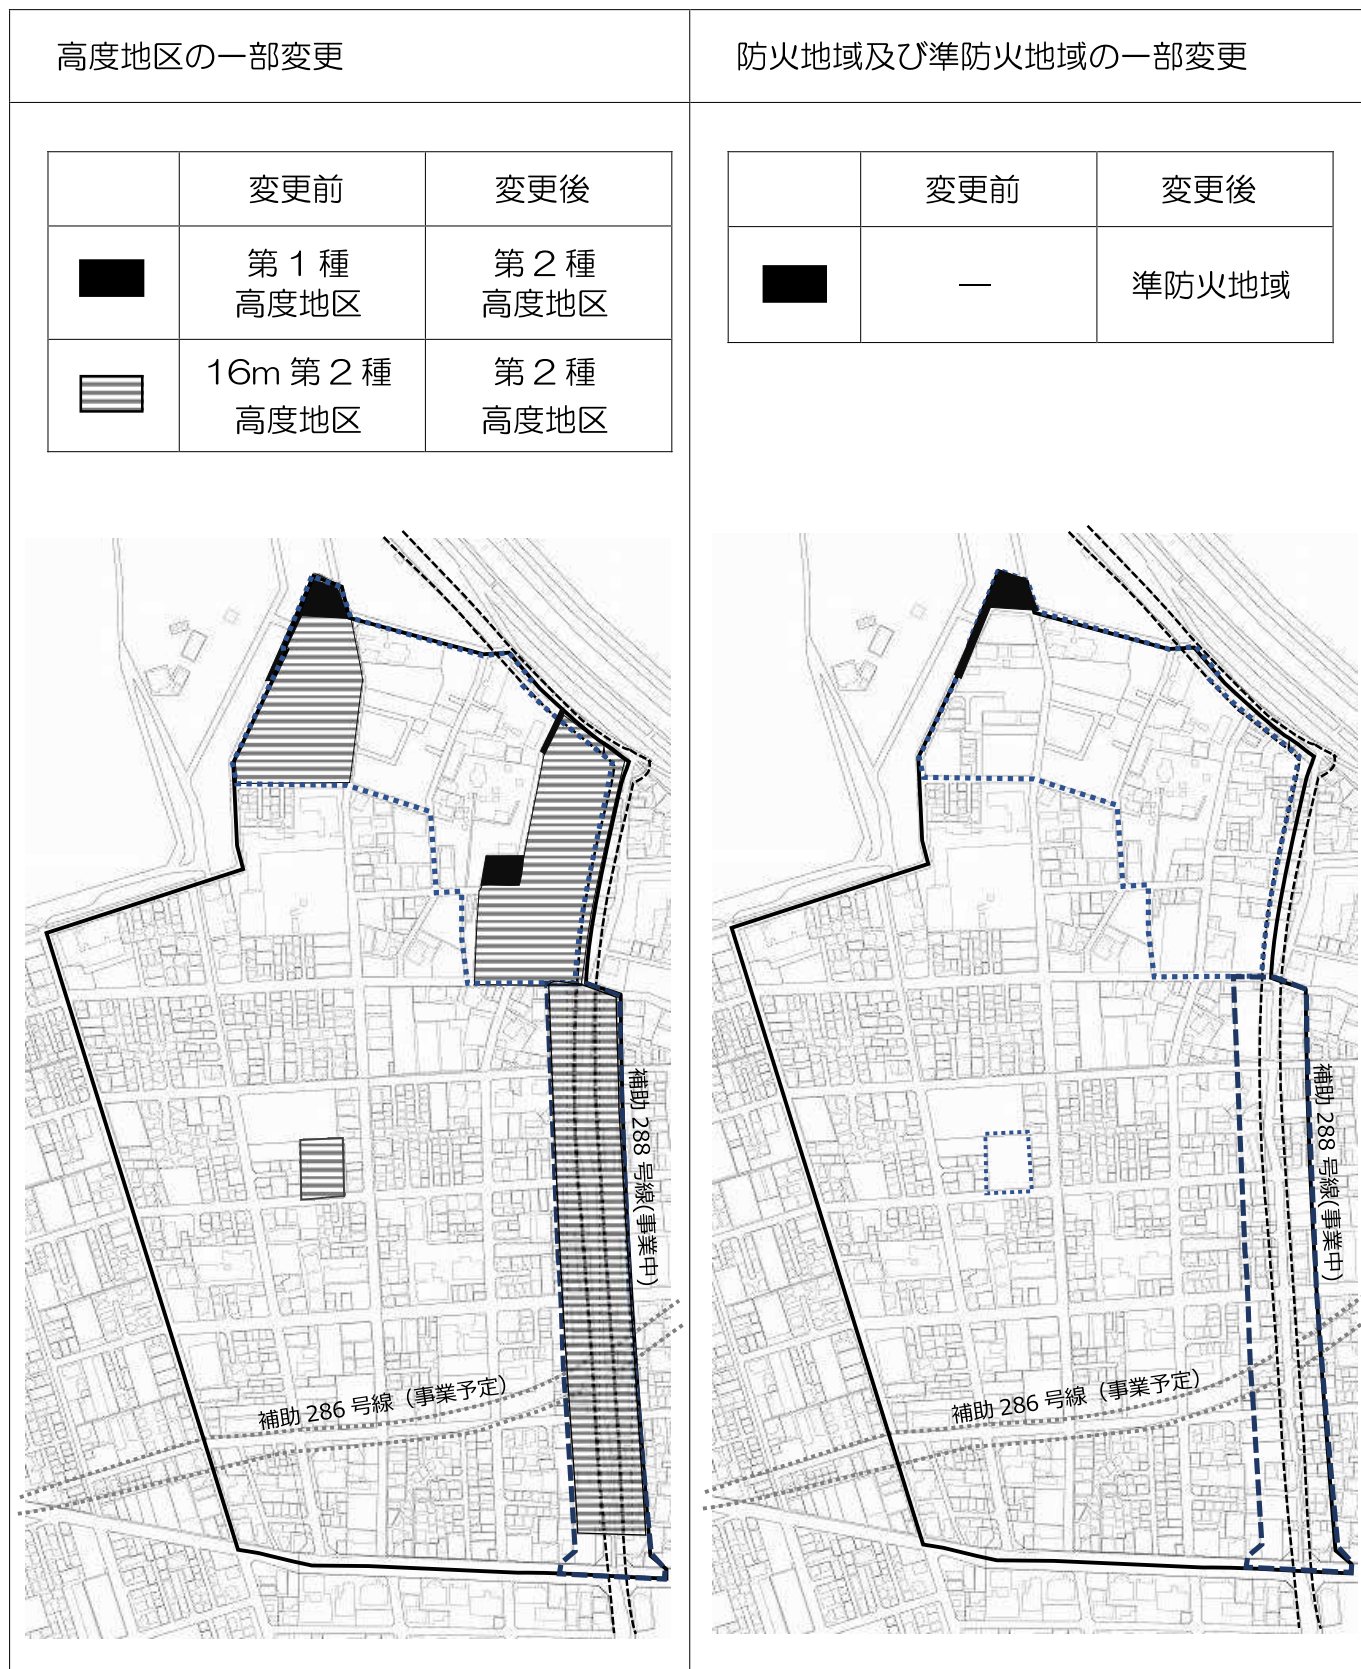 高度地区の一部変更
変更前 変更後
第1種
高度地区
第2種
高度地区
16m 第2種
高度地区
第2種
高度地区
補助 288 号線(事業中)
補助 286 号線（事業予定）
防火地域及び準防火地域の一部変更
変更前 変更後
— 準防火地域
補助 288 号線(事業中)
補助 286 号線（事業予定）